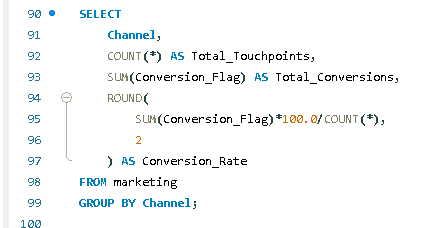 90 SELECT
91 Channel,
92 COUNT(*) AS Total_Touchpoints,
93 SUM(Conversion_Flag) AS Total_Conversions,
94 ROUND(
95 SUM(Conversion_Flag)*100.0/COUNT(*),
96 2
97 ) AS Conversion_Rate
98 FROM marketing
99 GROUP BY Channel;
100